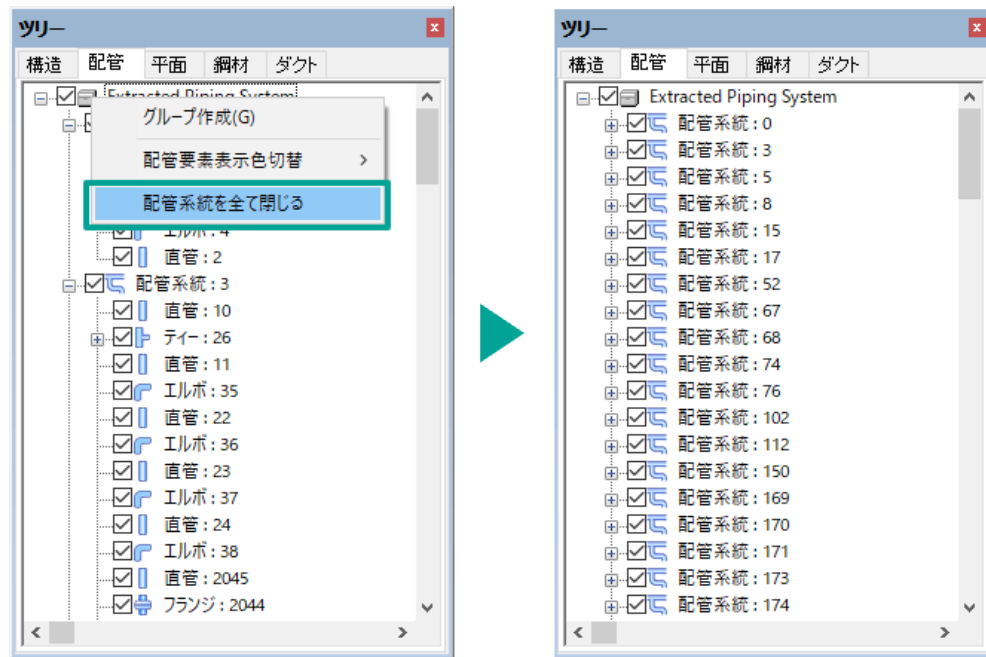 ツリー
構造 配管 平面 鋼材 ダクト
Extracted Piping System
グループ作成(G)
配管要素表示色切替
配管系統を全て閉じる
エルボ : 4
直管 : 2
配管系統 : 3
直管 : 10
ティー : 26
直管 : 11
エルボ : 35
直管 : 22
エルボ : 36
直管 : 23
エルボ : 37
直管 : 24
エルボ : 38
直管 : 2045
フランジ : 2044
ツリー
構造 配管 平面 鋼材 ダクト
Extracted Piping System
配管系統 : 0
配管系統 : 3
配管系統 : 5
配管系統 : 8
配管系統 : 15
配管系統 : 17
配管系統 : 52
配管系統 : 67
配管系統 : 68
配管系統 : 74
配管系統 : 76
配管系統 : 102
配管系統 : 112
配管系統 : 150
配管系統 : 169
配管系統 : 170
配管系統 : 171
配管系統 : 173
配管系統 : 174